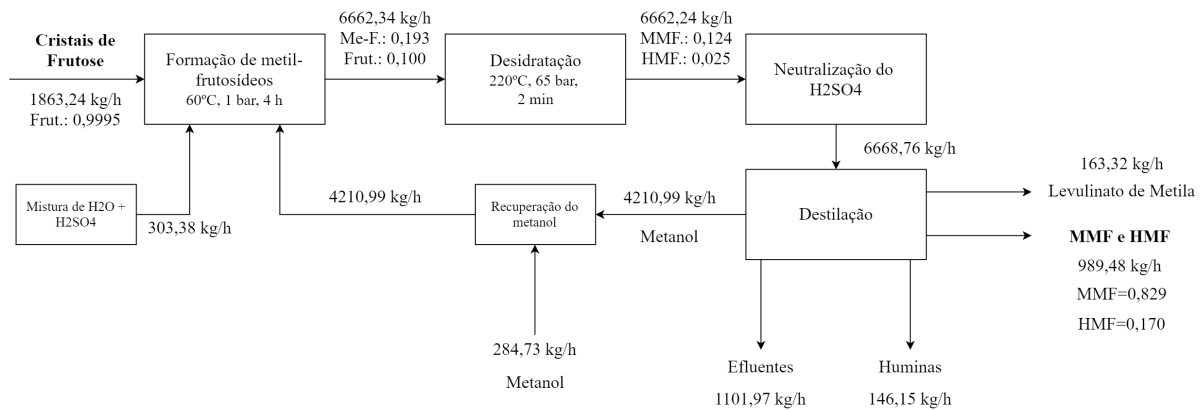 Cristais de
Frutose
1863,24 kg/h
Frut.: 0,9995
Formação de metil-
frutosídeos
60ºC, 1 bar, 4 h
6662,34 kg/h
Me-F.: 0,193
Frut.: 0,100
Desidratação
220ºC, 65 bar,
2 min
6662,24 kg/h
MMF.: 0,124
HMF.: 0,025
Neutralização do
H2SO4
6668,76 kg/h
Mistura de H2O +
H2SO4
303,38 kg/h
4210,99 kg/h
Recuperação do
metanol
4210,99 kg/h
Metanol
Destilação
163,32 kg/h
Levulinato de Metila
MMF e HMF
989,48 kg/h
MMF=0,829
HMF=0,170
284,73 kg/h
Metanol
Efluentes
1101,97 kg/h
Huminas
146,15 kg/h